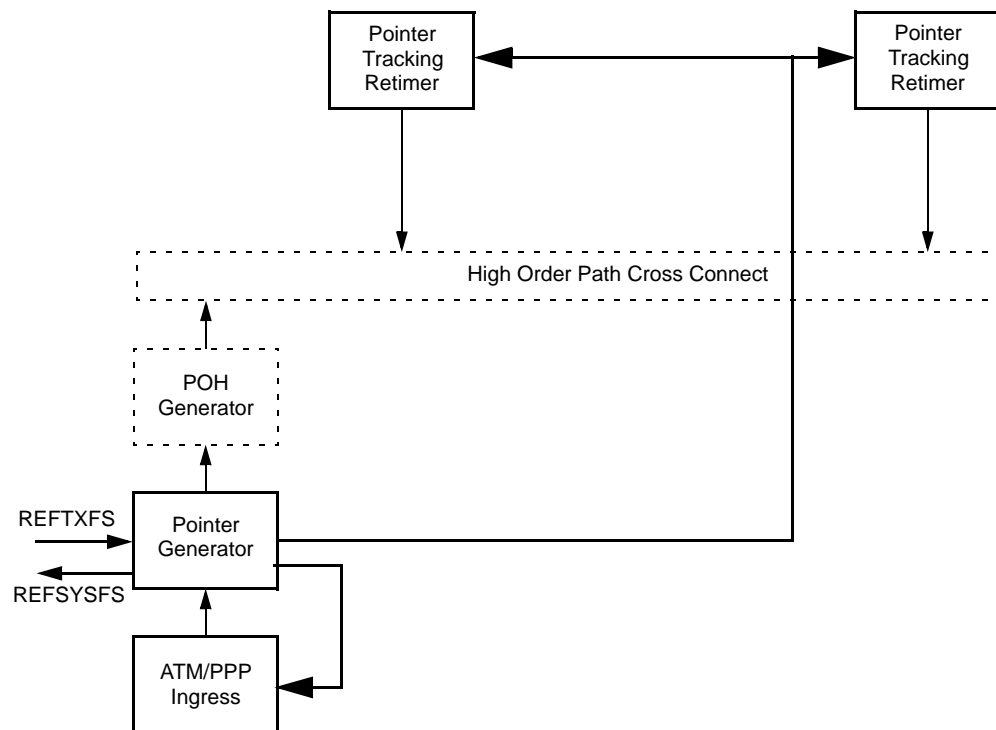 Pointer
Tracking
Retimer
Pointer
Tracking
Retimer
High Order Path Cross Connect
POH
Generator
REFTXFS
Pointer
Generator
REFSYSFS
ATM/PPP
Ingress